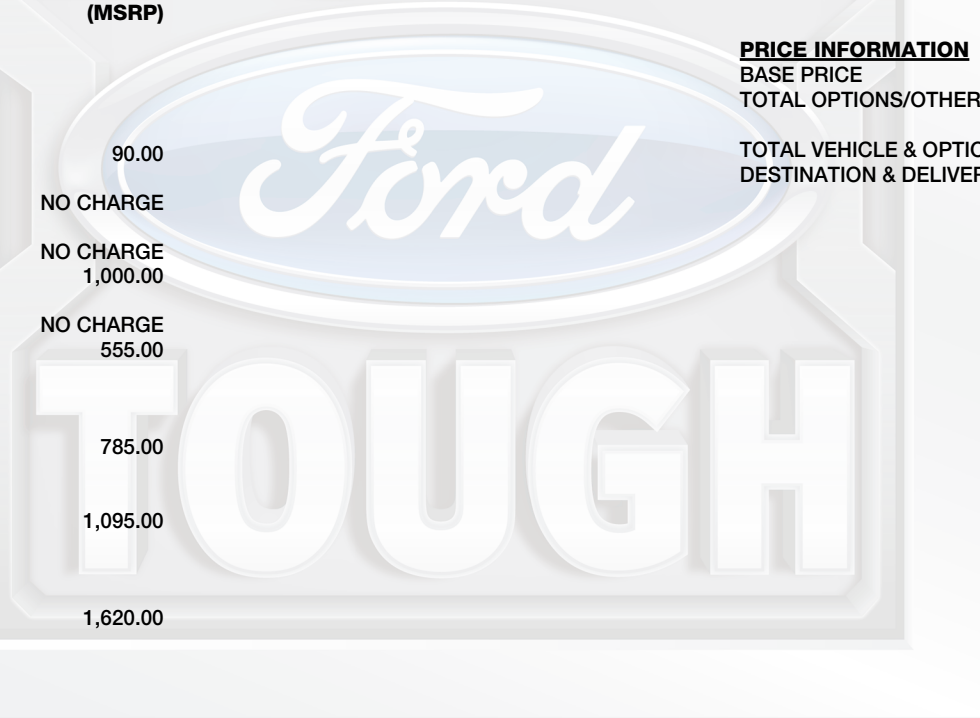 (MSRP)
90.00
NO CHARGE
NO CHARGE
1,000.00
NO CHARGE
555.00
785.00
1,095.00
1,620.00
PRICE INFORMATION
BASE PRICE
TOTAL OPTIONS/OTHER
TOTAL VEHICLE & OPTIO
DESTINATION & DELIVER
Ford
TOUGH